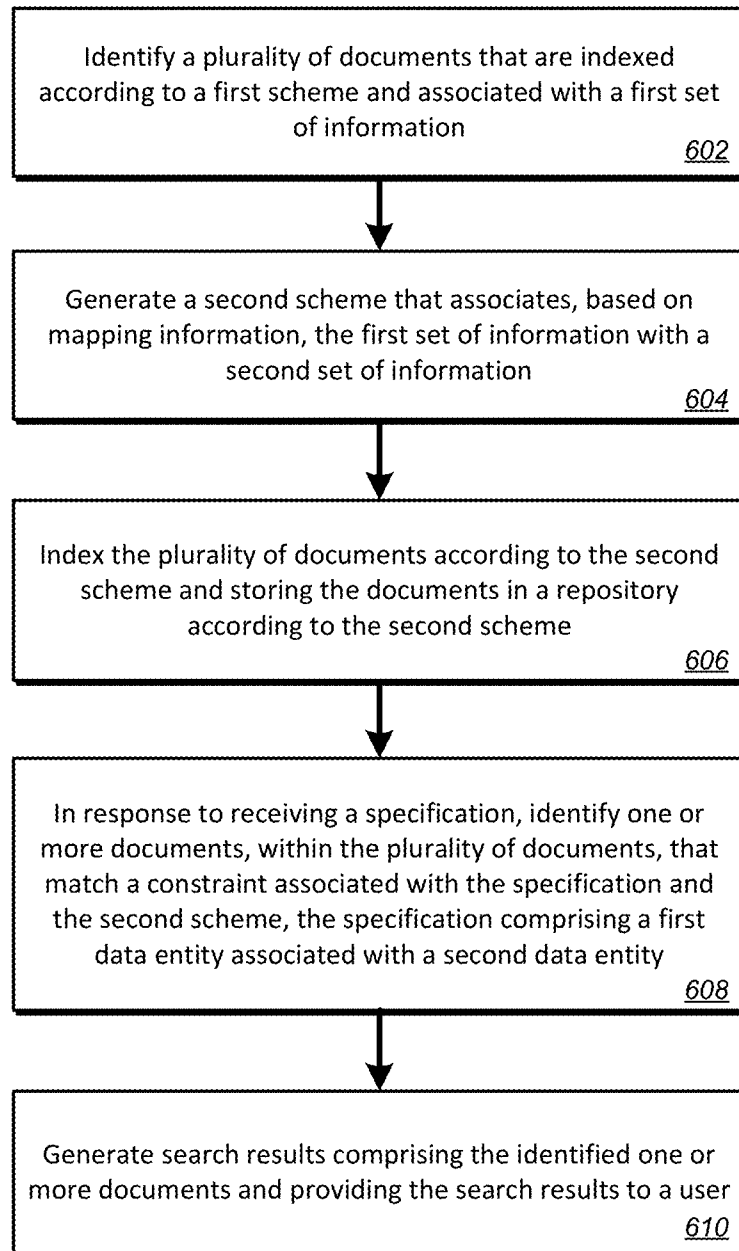 Identify a plurality of documents that are indexed
according to a first scheme and associated with a first set
of information
602
Generate a second scheme that associates, based on
mapping information, the first set of information with a
second set of information
604
Index the plurality of documents according to the second
scheme and storing the documents in a repository
according to the second scheme
606
In response to receiving a specification, identify one or
more documents, within the plurality of documents, that
match a constraint associated with the specification and
the second scheme, the specification comprising a first
data entity associated with a second data entity
608
Generate search results comprising the identified one or
more documents and providing the search results to a user
610